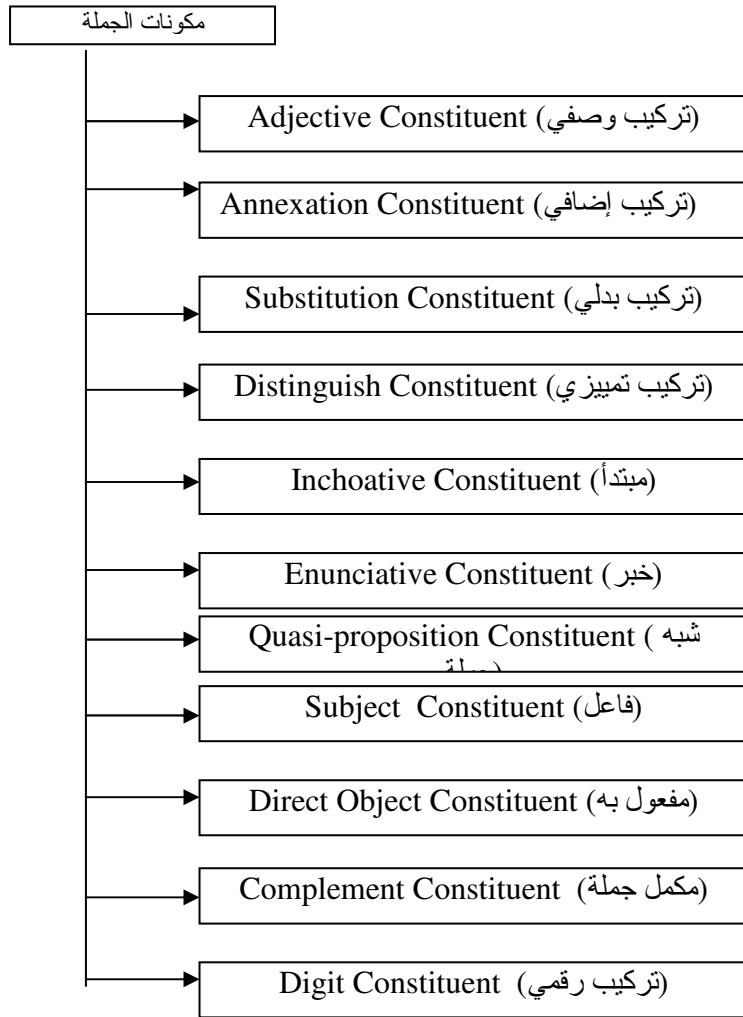 مكونات الجملة
Adjective Constituent (تركيب وصفي)
Annexation Constituent (تركيب إضافي)
Substitution Constituent (تركيب بدلي)
Distinguish Constituent (تركيب تمييزي)
Inchoative Constituent (مبتدأ)
Enunciative Constituent (خبر)
Quasi-proposition Constituent ( شبه
Subject Constituent (فاعل)
Direct Object Constituent (مفعول به)
Complement Constituent (مكمل جملة)
Digit Constituent (تركيب رقمي)